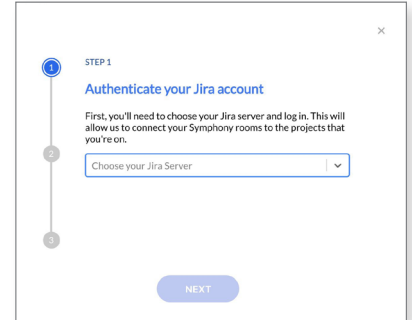 STEP 1
1
Authenticate your Jira account
First, you'll need to choose your Jira server and log in. This will
allow us to connect your Symphony rooms to the projects that
you're on.
2
Choose your Jira Server
3
NEXT